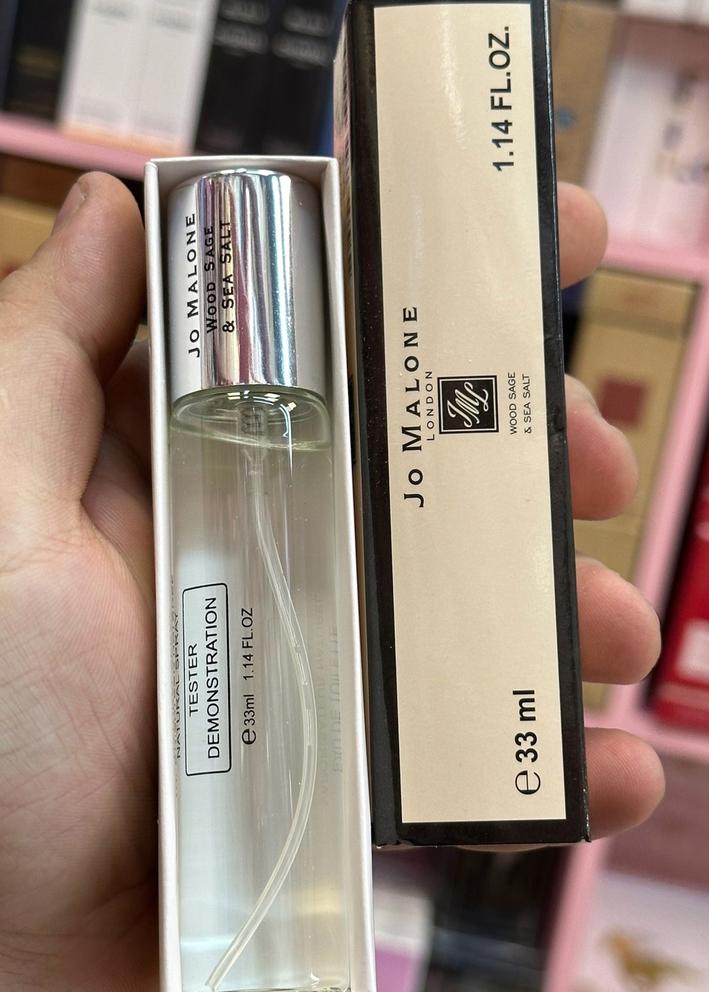 JO MALONE
WOOD SAGE
& SEA SALT
NATURAL SPRAY
TESTER
DEMONSTRATION
e 33ml 1.14 FL.OZ
1.14 FL.OZ.
JO MALONE
LONDON
JML
WOOD SAGE
& SEA SALT
e 33 ml